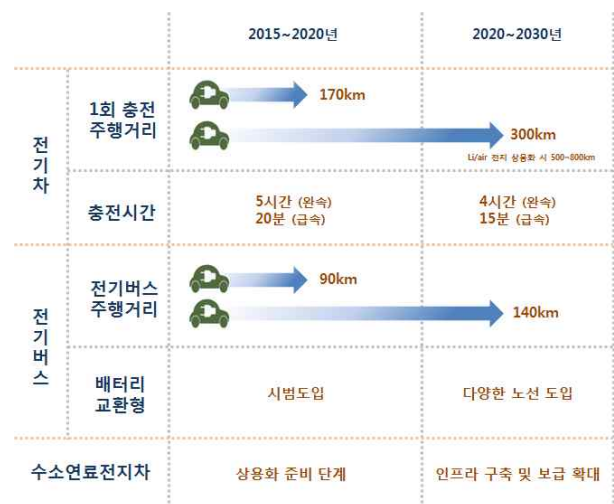 2015~2020년
2020~2030년
전기차
1회 충전
주행거리
170km
300km
Li/air 전지 상용화 시 500~800km
충전시간
5시간 (완속)
20분 (급속)
4시간 (완속)
15분 (급속)
전기버스
전기버스
주행거리
90km
140km
배터리
교환형
시범도입
다양한 노선 도입
수소연료전지차
상용화 준비 단계
인프라 구축 및 보급 확대